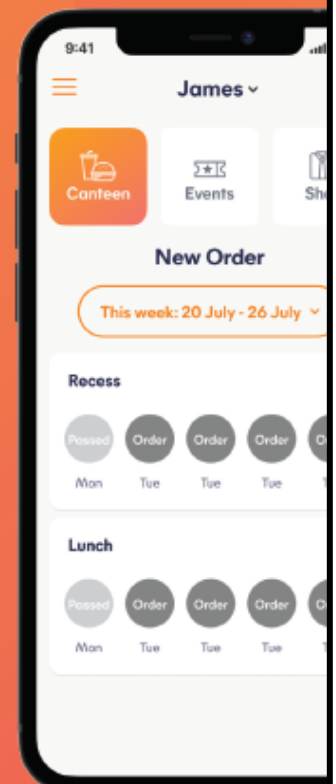 9:41
James
Canteen
Events
New Order
This week: 20 July - 26 July
Recess
Passed Order Order Order
Mon Tue Tue Tue
Lunch
Passed Order Order Order
Mon Tue Tue Tue